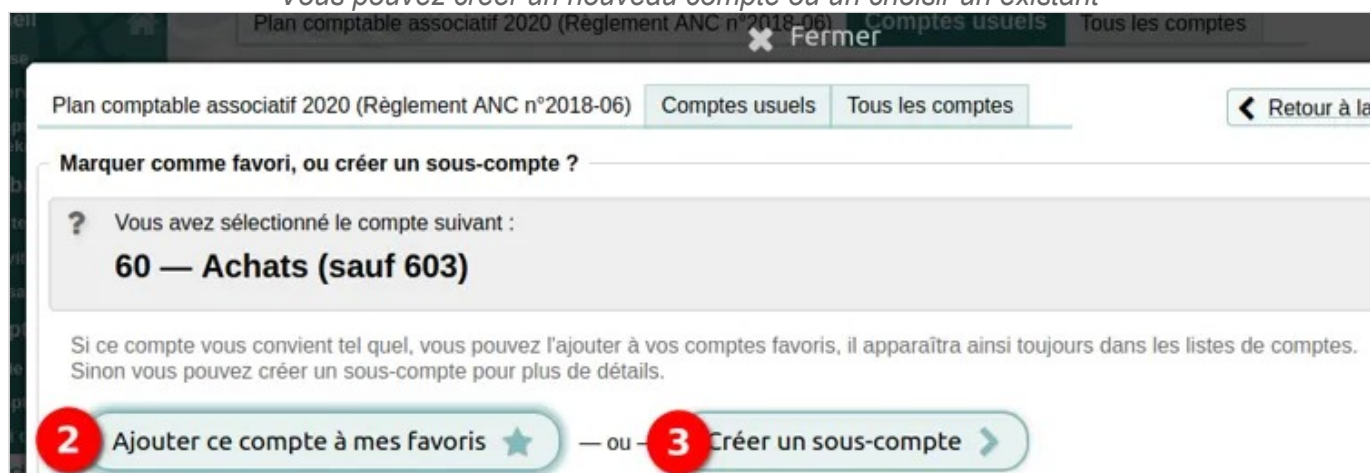 Vous pouvez créer un nouveau compte ou un choisir un existant
Plan comptable associatif 2020 (Règlement ANC n°2018-06) Comptes usuels Tous les comptes
✖ Fermer
Plan comptable associatif 2020 (Règlement ANC n°2018-06) Comptes usuels Tous les comptes Retour à la
Marquer comme favori, ou créer un sous-compte ?
? Vous avez sélectionné le compte suivant :
60 — Achats (sauf 603)
Si ce compte vous convient tel quel, vous pouvez l'ajouter à vos comptes favoris, il apparaîtra ainsi toujours dans les listes de comptes.
Sinon vous pouvez créer un sous-compte pour plus de détails.
2 Ajouter ce compte à mes favoris — ou — 3 Créer un sous-compte